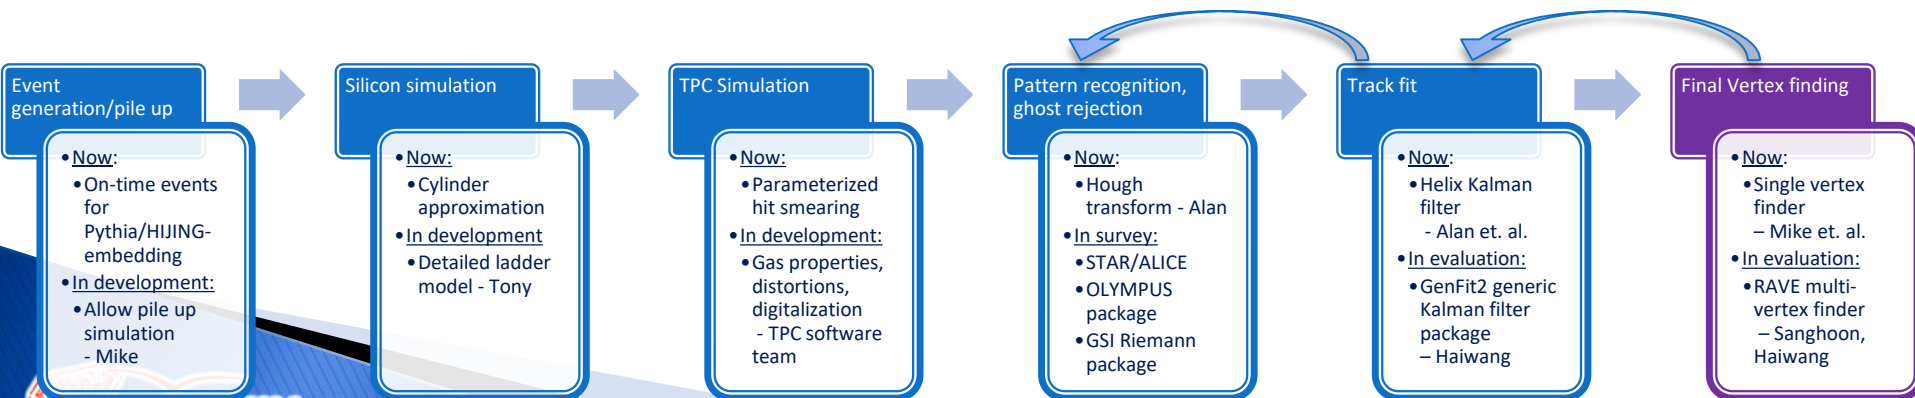 Event
generation/pile up
•Now:
•On-time events
for
Pythia/HIJING-
embedding
•In development:
•Allow pile up
simulation
- Mike
Silicon simulation
•Now:
•Cylinder
approximation
•In development
•Detailed ladder
model - Tony
TPC Simulation
•Now:
•Parameterized
hit smearing
•In development:
•Gas properties,
distortions,
digitalization
- TPC software
team
Pattern recognition,
ghost rejection
•Now:
•Hough
transform - Alan
•In survey:
•STAR/ALICE
•OLYMPUS
package
•GSI Riemann
package
Track fit
•Now:
•Helix Kalman
filter
- Alan et. al.
•In evaluation:
•GenFit2 generic
Kalman filter
package
– Haiwang
Final Vertex finding
•Now:
•Single vertex
finder
– Mike et. al.
•In evaluation:
•RAVE multi-
vertex finder
– Sanghoon,
Haiwang